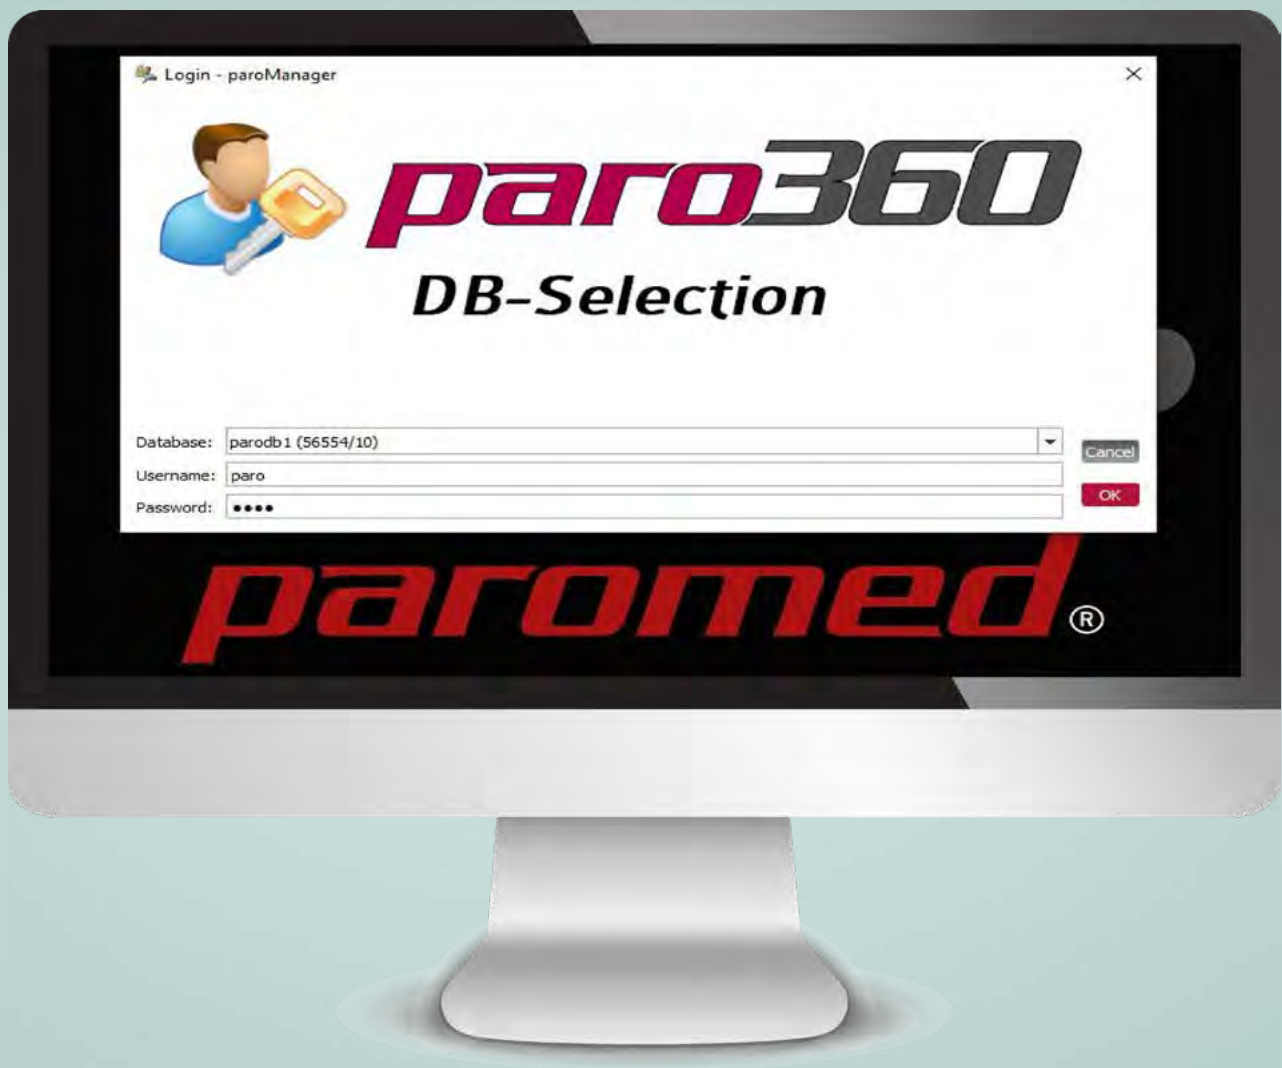 Login - paroManager
paro360
DB-Selection
Database: parodb1 (56554/10)
Cancel
Username: paro
OK
Password: ●●●●
paromed®